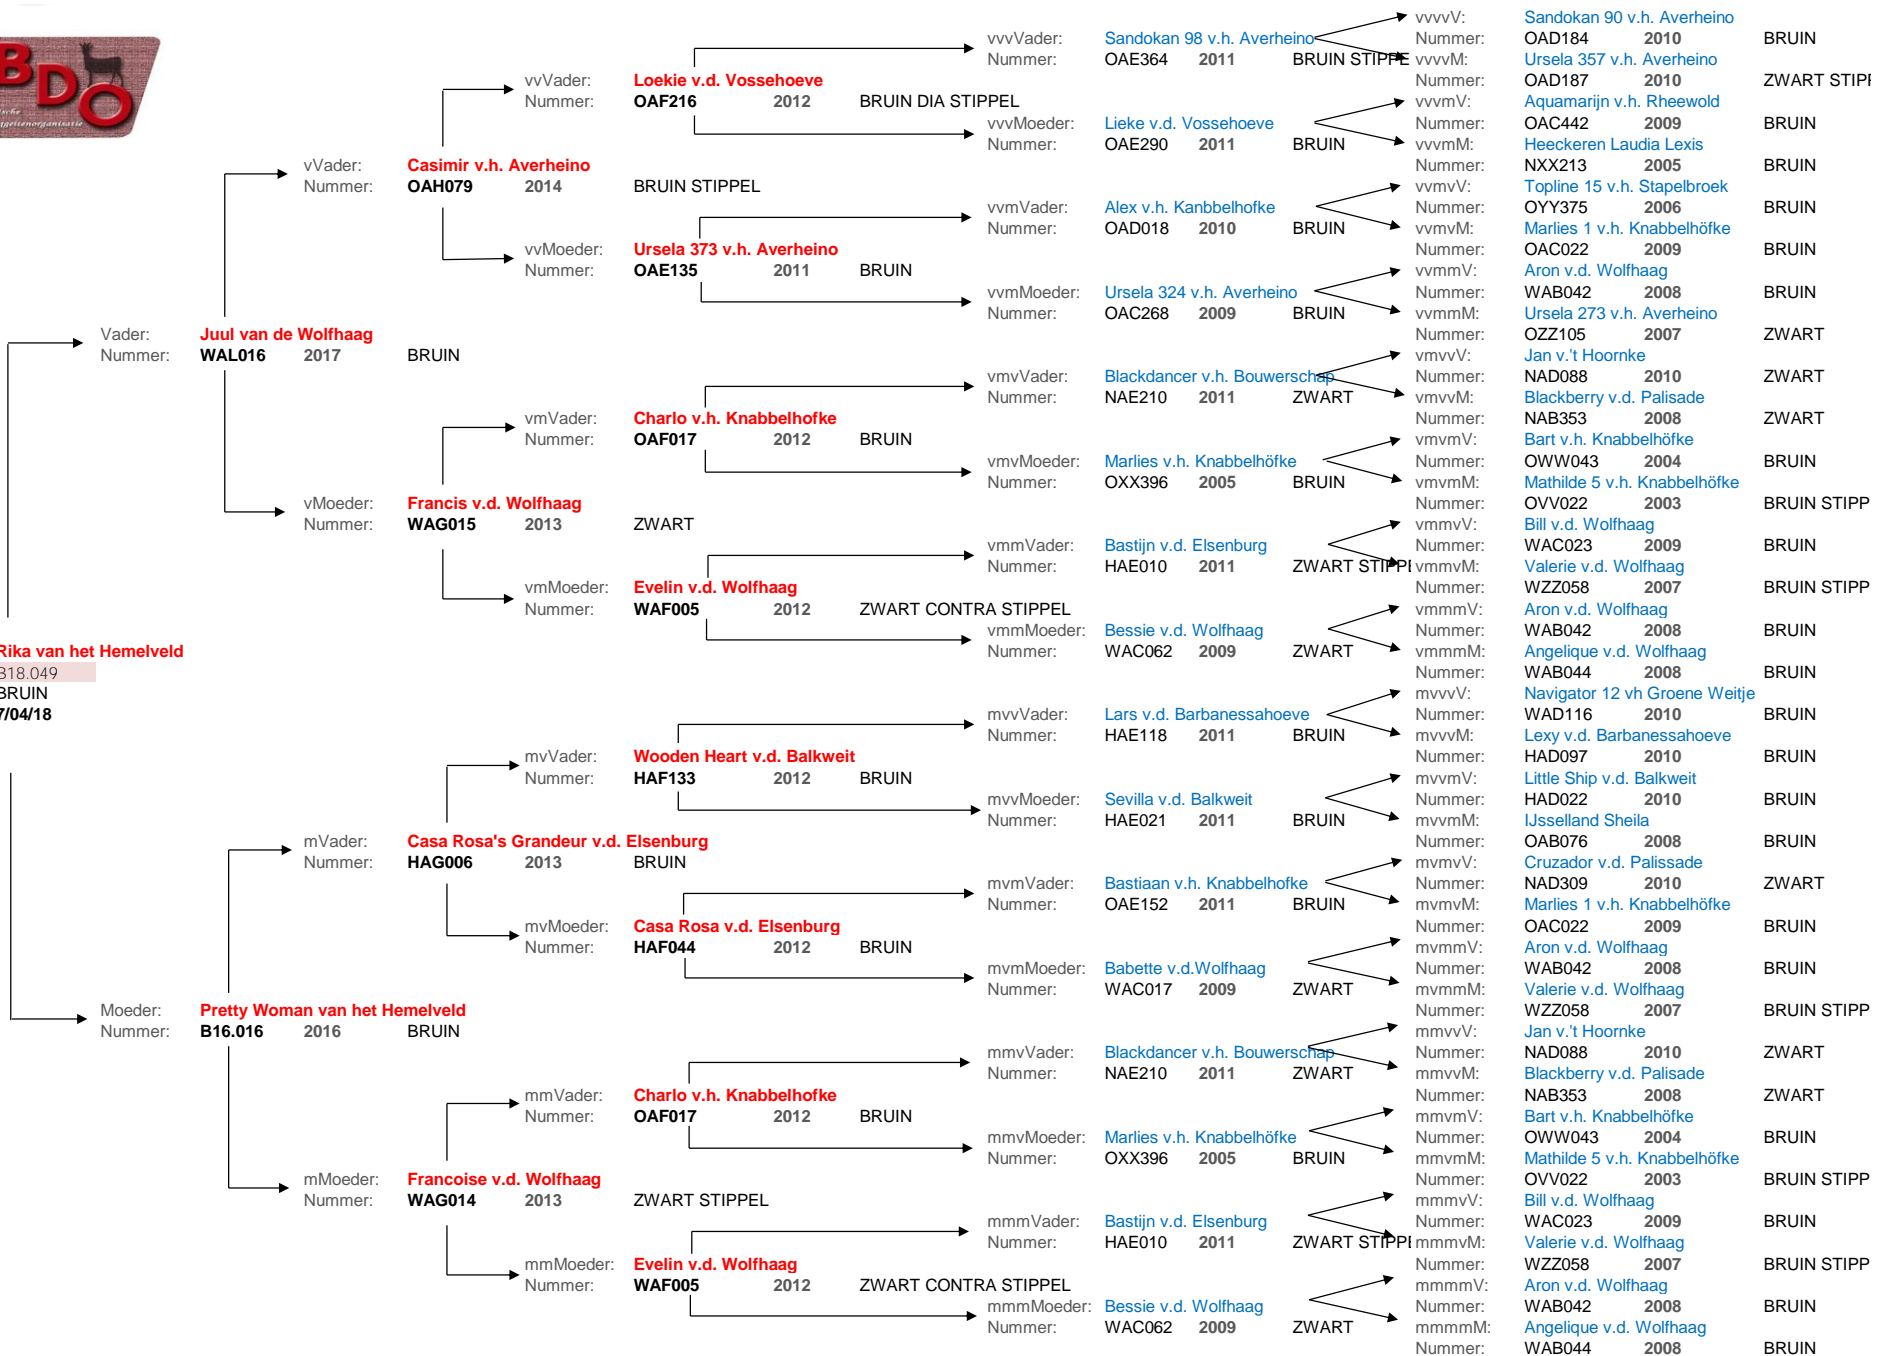 BDO
vvvvV: Sandokan 90 v.h. Averheino
vvvVader: Sandokan 98 v.h. Averheino Nummer: OAD184 2010 BRUIN
Nummer: OAE364 2011 BRUIN STIPPE vvvvM: Ursela 357 v.h. Averheino
vvVader: Loekie v.d. Vossehoeve Nummer: OAD187 2010 ZWART STIPI
Nummer: OAF216 2012 BRUIN DIA STIPPEL vvvmV: Aquamarijn v.h. Rheewold
vvvMoeder: Lieke v.d. Vossehoeve Nummer: OAC442 2009 BRUIN
Nummer: OAE290 2011 BRUIN vvvmM: Heeckeren Laudia Lexis
vVader: Casimir v.h. Averheino Nummer: NXX213 2005 BRUIN
Nummer: OAH079 2014 BRUIN STIPPEL vvmvV: Topline 15 v.h. Stapelbroek
vvmVader: Alex v.h. Kanbbelhofke Nummer: OYY375 2006 BRUIN
Nummer: OAD018 2010 BRUIN vvmvM: Marlies 1 v.h. Knabbelhöfke
vvMoeder: Ursela 373 v.h. Averheino Nummer: OAC022 2009 BRUIN
Nummer: OAE135 2011 BRUIN vvmmV: Aron v.d. Wolfhaag
vvmMoeder: Ursela 324 v.h. Averheino Nummer: WAB042 2008 BRUIN
Nummer: OAC268 2009 BRUIN vvmmM: Ursela 273 v.h. Averheino
Vader: Juul van de Wolfhaag Nummer: OZZ105 2007 ZWART
Nummer: WAL016 2017 BRUIN vmvvV: Jan v.'t Hoornke
vmvVader: Blackdancer v.h. Bouwerschap Nummer: NAD088 2010 ZWART
Nummer: NAE210 2011 ZWART vmvvM: Blackberry v.d. Palisade
vmVader: Charlo v.h. Knabbelhofke Nummer: NAB353 2008 ZWART
Nummer: OAF017 2012 BRUIN vmvmV: Bart v.h. Knabbelhöfke
vmvMoeder: Marlies v.h. Knabbelhöfke Nummer: OWW043 2004 BRUIN
Nummer: OXX396 2005 BRUIN vmvmM: Mathilde 5 v.h. Knabbelhöfke
vMoeder: Francis v.d. Wolfhaag Nummer: OVV022 2003 BRUIN STIPP
Nummer: WAG015 2013 ZWART vmmvV: Bill v.d. Wolfhaag
vmmVader: Bastijn v.d. Elsenburg Nummer: WAC023 2009 BRUIN
Nummer: HAE010 2011 ZWART STIPPE vmmvM: Valerie v.d. Wolfhaag
vmMoeder: Evelin v.d. Wolfhaag Nummer: WZZ058 2007 BRUIN STIPP
Nummer: WAF005 2012 ZWART CONTRA STIPPEL vmmmV: Aron v.d. Wolfhaag
vmmMoeder: Bessie v.d. Wolfhaag Nummer: WAB042 2008 BRUIN
Rika van het Hemelveld Nummer: WAC062 2009 ZWART vmmmM: Angelique v.d. Wolfhaag
B18.049 Nummer: WAB044 2008 BRUIN
BRUIN mvvvV: Navigator 12 vh Groene Weitje
7/04/18 mvvVader: Lars v.d. Barbanessahoeve Nummer: WAD116 2010 BRUIN
Nummer: HAE118 2011 BRUIN mvvvM: Lexy v.d. Barbanessahoeve
mvVader: Wooden Heart v.d. Balkweit Nummer: HAD097 2010 BRUIN
Nummer: HAF133 2012 BRUIN mvvmV: Little Ship v.d. Balkweit
mvvMoeder: Sevilla v.d. Balkweit Nummer: HAD022 2010 BRUIN
Nummer: HAE021 2011 BRUIN mvvmM: IJsselland Sheila
mVader: Casa Rosa's Grandeur v.d. Elsenburg Nummer: OAB076 2008 BRUIN
Nummer: HAG006 2013 BRUIN mvmvV: Cruzador v.d. Palissade
mvmVader: Bastiaan v.h. Knabbelhofke Nummer: NAD309 2010 ZWART
Nummer: OAE152 2011 BRUIN mvmvM: Marlies 1 v.h. Knabbelhöfke
mvMoeder: Casa Rosa v.d. Elsenburg Nummer: OAC022 2009 BRUIN
Nummer: HAF044 2012 BRUIN mvmmV: Aron v.d. Wolfhaag
mvmMoeder: Babette v.d.Wolfhaag Nummer: WAB042 2008 BRUIN
Nummer: WAC017 2009 ZWART mvmmM: Valerie v.d. Wolfhaag
Moeder: Pretty Woman van het Hemelveld Nummer: WZZ058 2007 BRUIN STIPP
Nummer: B16.016 2016 BRUIN mmvvV: Jan v.'t Hoornke
mmvVader: Blackdancer v.h. Bouwerschap Nummer: NAD088 2010 ZWART
Nummer: NAE210 2011 ZWART mmvvM: Blackberry v.d. Palisade
mmVader: Charlo v.h. Knabbelhofke Nummer: NAB353 2008 ZWART
Nummer: OAF017 2012 BRUIN mmvmV: Bart v.h. Knabbelhöfke
mmvMoeder: Marlies v.h. Knabbelhöfke Nummer: OWW043 2004 BRUIN
Nummer: OXX396 2005 BRUIN mmvmM: Mathilde 5 v.h. Knabbelhöfke
mMoeder: Francoise v.d. Wolfhaag Nummer: OVV022 2003 BRUIN STIPP
Nummer: WAG014 2013 ZWART STIPPEL mmmvV: Bill v.d. Wolfhaag
mmmVader: Bastijn v.d. Elsenburg Nummer: WAC023 2009 BRUIN
Nummer: HAE010 2011 ZWART STIPPE mmmvM: Valerie v.d. Wolfhaag
mmMoeder: Evelin v.d. Wolfhaag Nummer: WZZ058 2007 BRUIN STIPP
Nummer: WAF005 2012 ZWART CONTRA STIPPEL mmmmV: Aron v.d. Wolfhaag
mmmMoeder: Bessie v.d. Wolfhaag Nummer: WAB042 2008 BRUIN
Nummer: WAC062 2009 ZWART mmmmM: Angelique v.d. Wolfhaag
Nummer: WAB044 2008 BRUIN